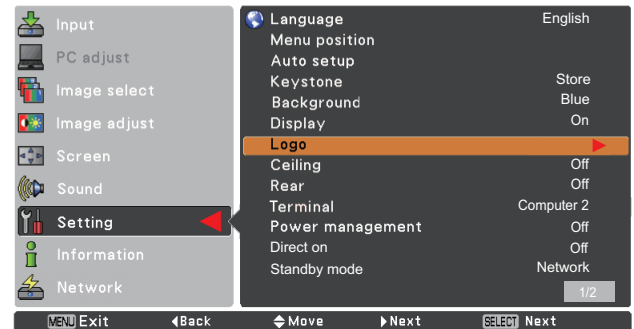 Input
PC adjust
Image select
Image adjust
Screen
Sound
Setting
Information
Network
Language English
Menu position
Auto setup
Keystone Store
Background Blue
Display On
Logo
Ceiling Off
Rear Off
Terminal Computer 2
Power management Off
Direct on Off
Standby mode Network
1/2
MENU Exit Back Move Next SELECT Next